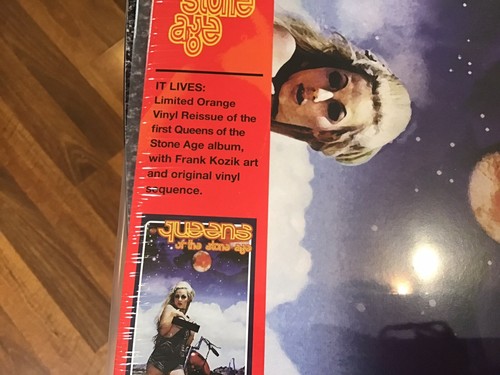 stone
age
IT LIVES:
Limited Orange
Vinyl Reissue of the
first Queens of the
Stone Age album,
with Frank Kozik art
and original vinyl
sequence.
queens
of the stone age